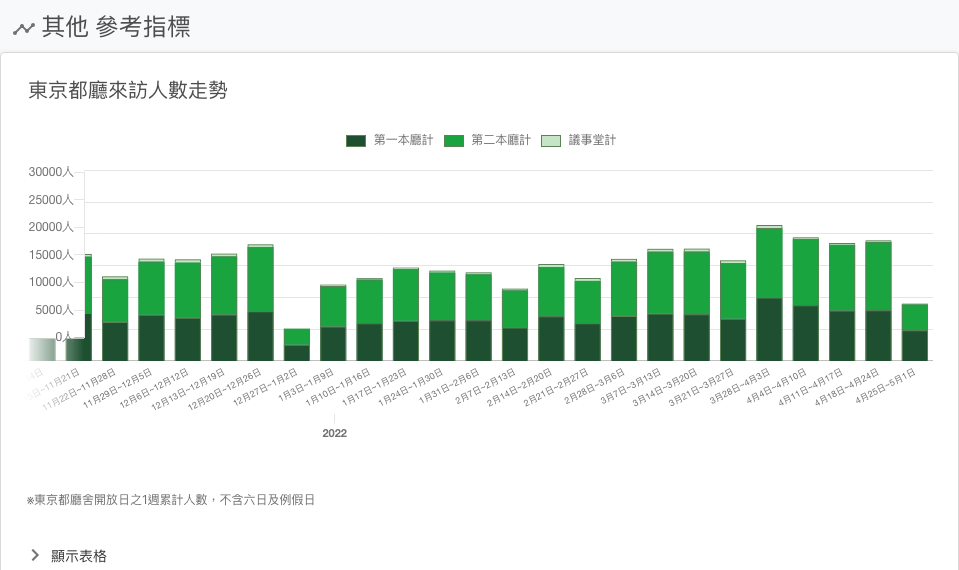 其他 參考指標
東京都廳來訪人數走勢
第一本廳計 第二本廳計 議事堂計
30000人
25000人
20000人
15000人
10000人
5000人
0人
11月22日~11月28日
11月29日~12月5日
12月6日~12月12日
12月13日~12月19日
12月20日~12月26日
12月27日~1月2日
1月3日~1月9日
1月10日~1月16日
1月17日~1月23日
1月24日~1月30日
1月31日~2月6日
2月7日~2月13日
2月14日~2月20日
2月21日~2月27日
2月28日~3月6日
3月7日~3月13日
3月14日~3月20日
3月21日~3月27日
3月28日~4月3日
4月4日~4月10日
4月11日~4月17日
4月18日~4月24日
4月25日~5月1日
2022
※東京都廳舍開放日之1週累計人數，不含六日及例假日
顯示表格